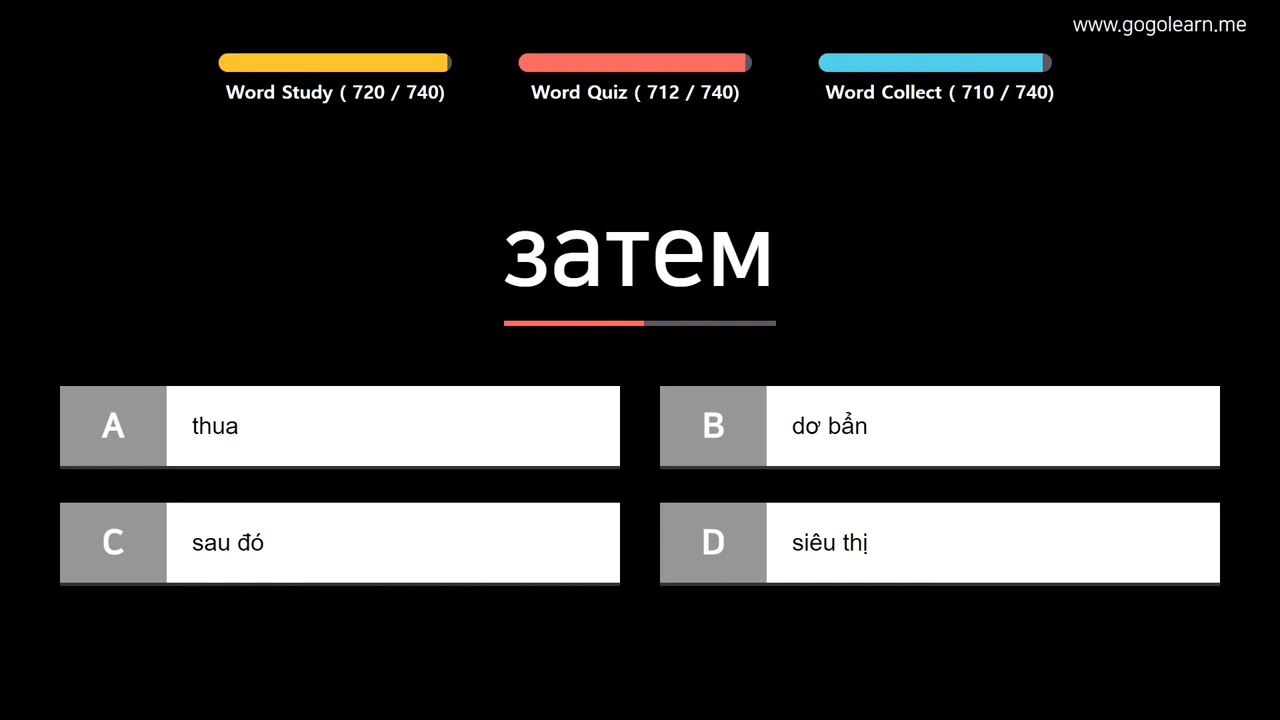 www.gogolearn.me
Word Study ( 720 / 740)
Word Quiz ( 712 / 740)
Word Collect ( 710 / 740)
затем
A
thua
B
dơ bẩn
C
sau đó
D
siêu thị